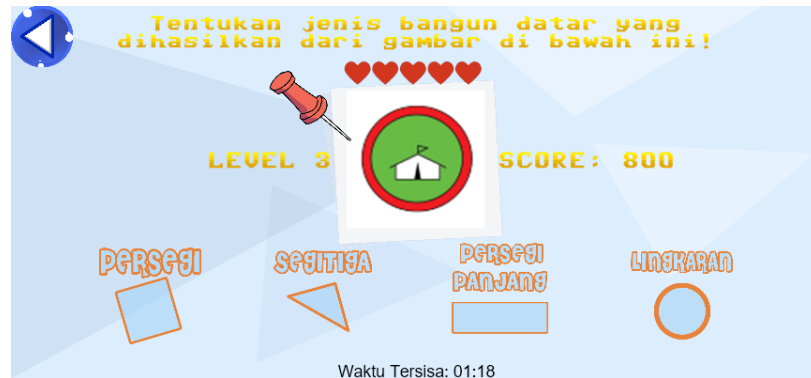 Tentukan jenis bangun datar yang
dihasilkan dari gambar di bawah ini!
LEVEL 3
SCORE: 800
PERSEGI
SEGITIGA
PERSEGI
PANJANG
LINGKARAN
Waktu Tersisa: 01:18